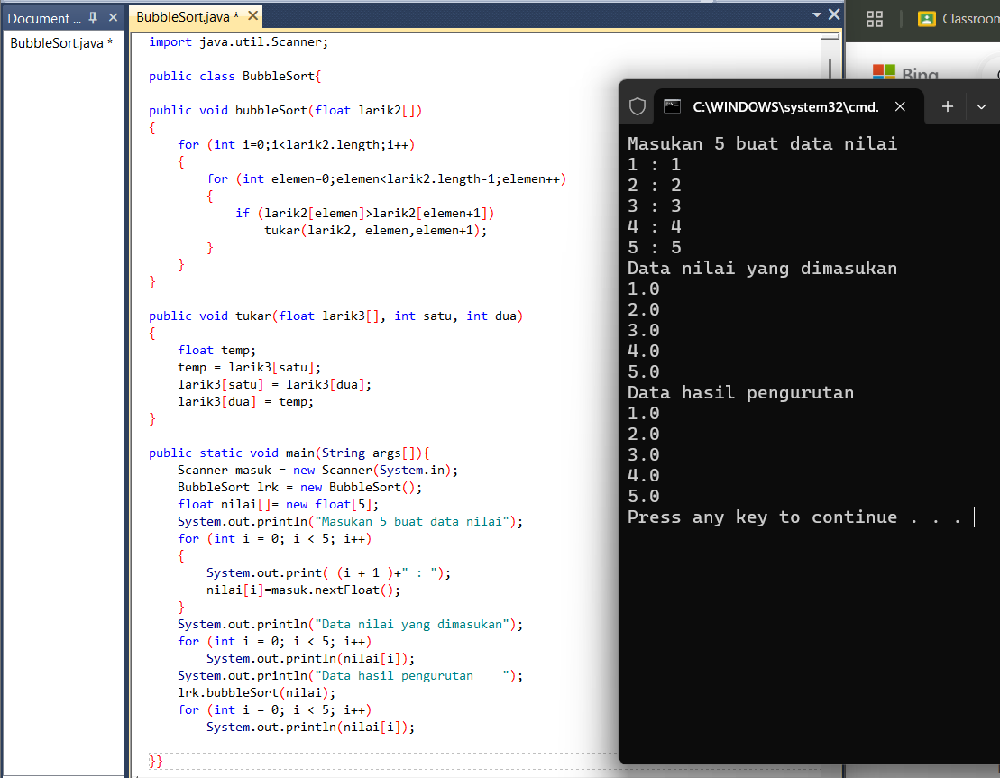 Document ...
BubbleSort.java *
BubbleSort.java *
import java.util.Scanner;
public class BubbleSort{
public void bubbleSort(float larik2[])
{
for (int i=0;i<larik2.length;i++)
{
for (int elemen=0;elemen<larik2.length-1;elemen++)
{
if (larik2[elemen]>larik2[elemen+1])
tukar(larik2, elemen,elemen+1);
}
}
}
public void tukar(float larik3[], int satu, int dua)
{
float temp;
temp = larik3[satu];
larik3[satu] = larik3[dua];
larik3[dua] = temp;
}
public static void main(String args[]){
Scanner masuk = new Scanner(System.in);
BubbleSort lrk = new BubbleSort();
float nilai[]= new float[5];
System.out.println("Masukan 5 buat data nilai");
for (int i = 0; i < 5; i++)
{
System.out.print( (i + 1 )+" : ");
nilai[i]=masuk.nextFloat();
}
System.out.println("Data nilai yang dimasukan");
for (int i = 0; i < 5; i++)
System.out.println(nilai[i]);
System.out.println("Data hasil pengurutan    ");
lrk.bubbleSort(nilai);
for (int i = 0; i < 5; i++)
System.out.println(nilai[i]);
}}
Classroom
Bing
C:\WINDOWS\system32\cmd.
Masukan 5 buat data nilai
1 : 1
2 : 2
3 : 3
4 : 4
5 : 5
Data nilai yang dimasukan
1.0
2.0
3.0
4.0
5.0
Data hasil pengurutan
1.0
2.0
3.0
4.0
5.0
Press any key to continue . . .